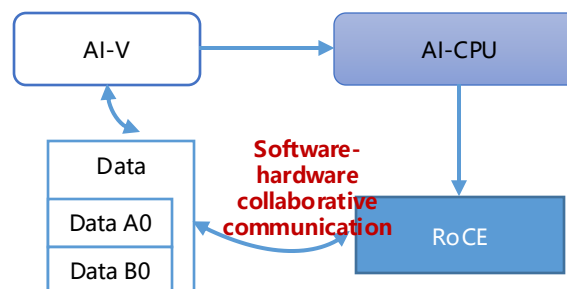 AI-V
AI-CPU
Data
Data A0
Data B0
Software-
hardware
collaborative
communication
RoCE